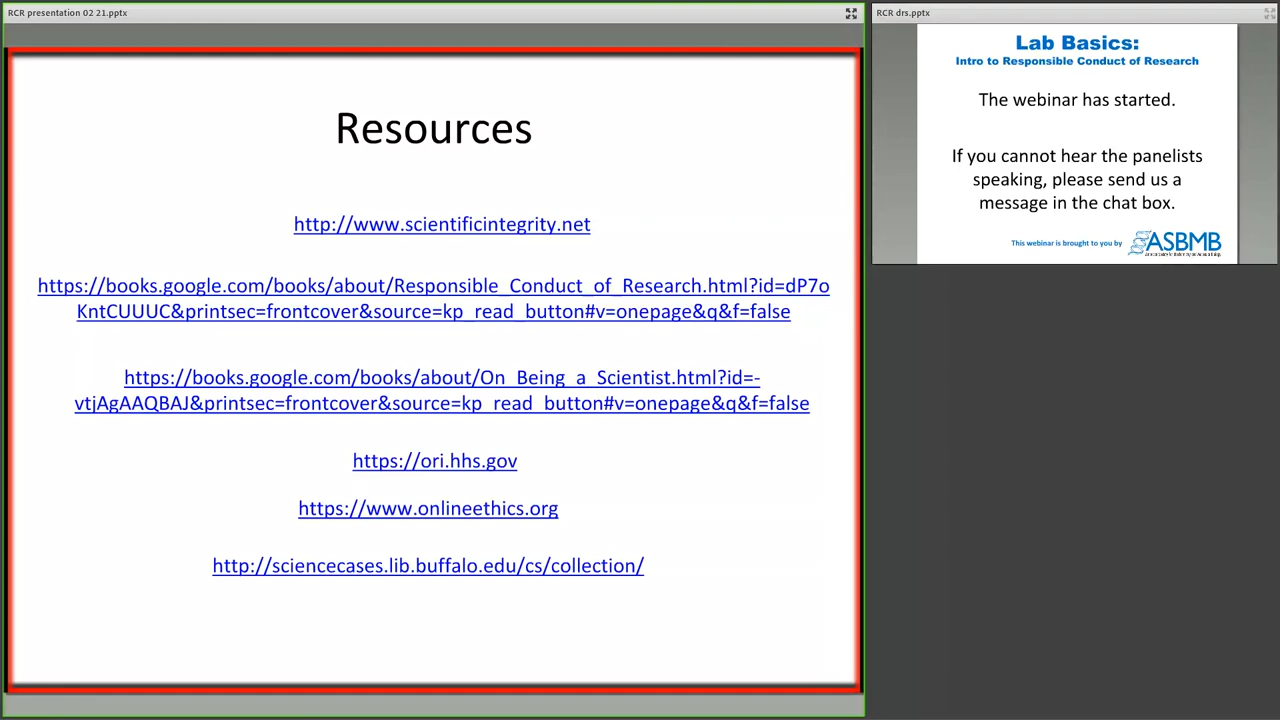 RCR presentation 02 21.pptx
Resources
http://www.scientificintegrity.net
https://books.google.com/books/about/Responsible_Conduct_of_Research.html?id=dP7o
KntCUUUC&printsec=frontcover&source=kp_read_button#v=onepage&q&f=false
https://books.google.com/books/about/On_Being_a_Scientist.html?id=-
vtjAgAAQBAJ&printsec=frontcover&source=kp_read_button#v=onepage&q&f=false
https://ori.hhs.gov
https://www.onlineethics.org
http://sciencecases.lib.buffalo.edu/cs/collection/
RCR drs.pptx
Lab Basics:
Intro to Responsible Conduct of Research
The webinar has started.
If you cannot hear the panelists
speaking, please send us a
message in the chat box.
This webinar is brought to you by
ASBMB